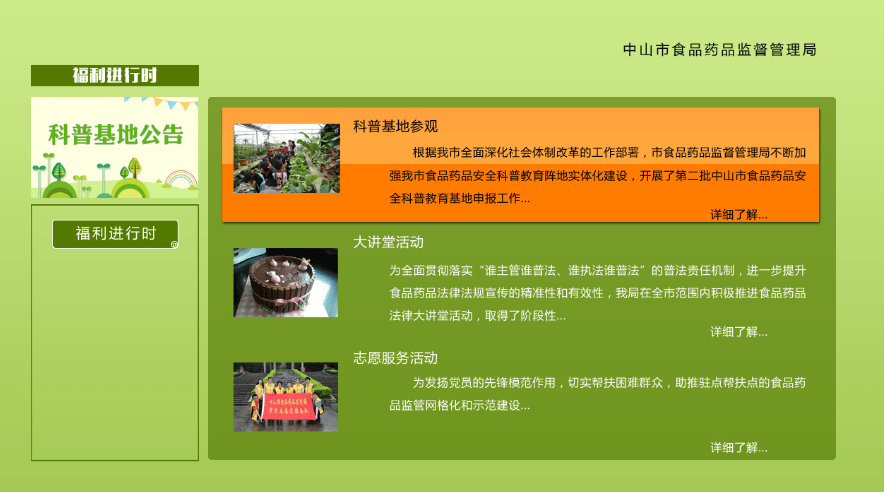 中山市食品药品监督管理局
福利进行时
科普基地公告
福利进行时
科普基地参观
根据我市全面深化社会体制改革的工作部署，市食品药品监督管理局不断加
强我市食品药品安全科普教育阵地实体化建设，开展了第二批中山市食品药品安
全科普教育基地申报工作...
详细了解...
大讲堂活动
为全面贯彻落实“谁主管谁普法、谁执法谁普法”的普法责任机制，进一步提升
食品药品法律法规宣传的精准性和有效性，我局在全市范围内积极推进食品药品
法律大讲堂活动，取得了阶段性...
详细了解...
志愿服务活动
为发扬党员的先锋模范作用，切实帮扶困难群众，助推驻点帮扶点的食品药
品监管网格化和示范建设...
详细了解...